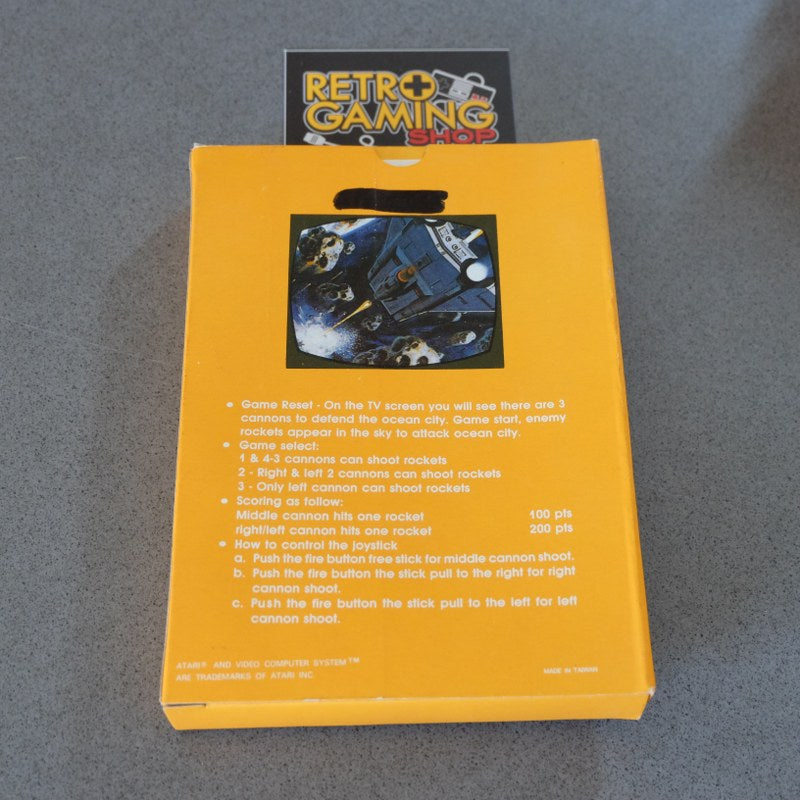 RETRO
GAMING
SHOP
• Game Reset - On the TV screen you will see there are 3
cannons to defend the ocean city. Game start, enemy
rockets appear in the sky to attack ocean city.
• Game select:
1 & 4-3 cannons can shoot rockets
2 - Right & left 2 cannons can shoot rockets
3 - Only left cannon can shoot rockets
• Scoring as follow:
Middle cannon hits one rocket 100 pts
right/left cannon hits one rocket 200 pts
• How to control the joystick
a. Push the fire button free stick for middle cannon shoot.
b. Push the fire button the stick pull to the right for right
cannon shoot.
c. Push the fire button the stick pull to the left for left
cannon shoot.
ATARI® AND VIDEO COMPUTER SYSTEM™
ARE TRADEMARKS OF ATARI INC.
MADE IN TAIWAN